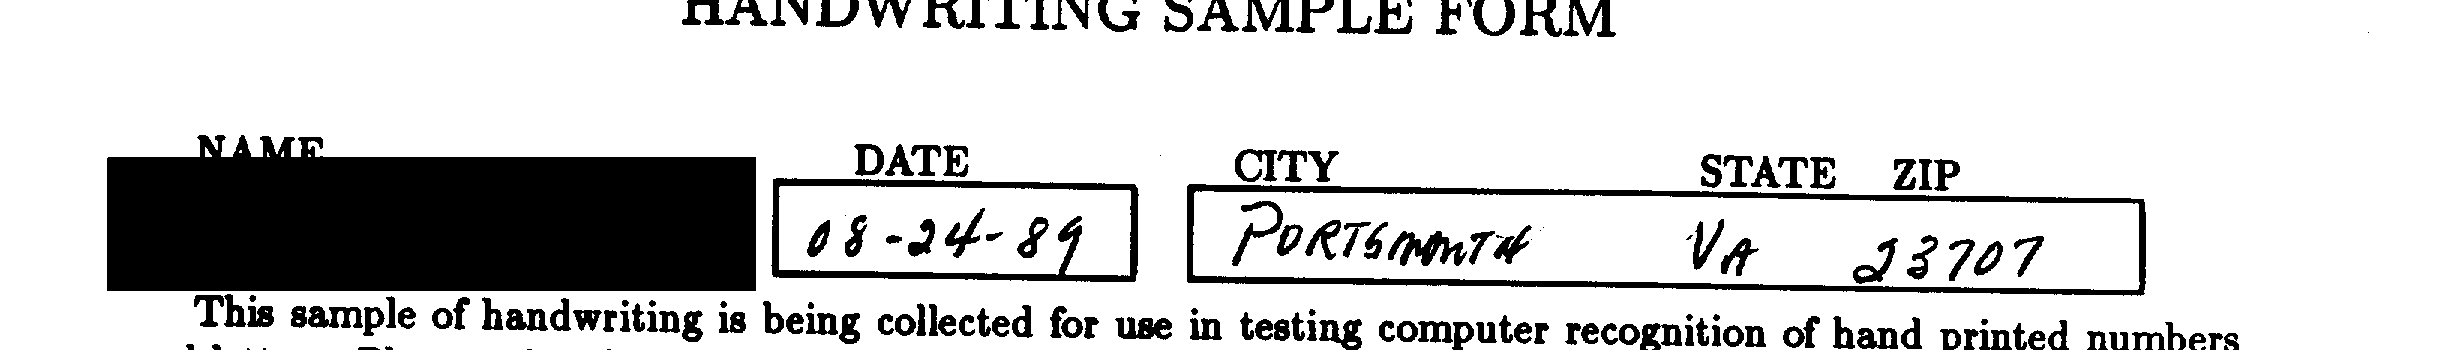 HANDWRITING SAMPLE FORM
NAME DATE CITY STATE ZIP
08-24-89 PORTSMOUTH VA 23707
This sample of handwriting is being collected for use in testing computer recognition of hand printed numbers